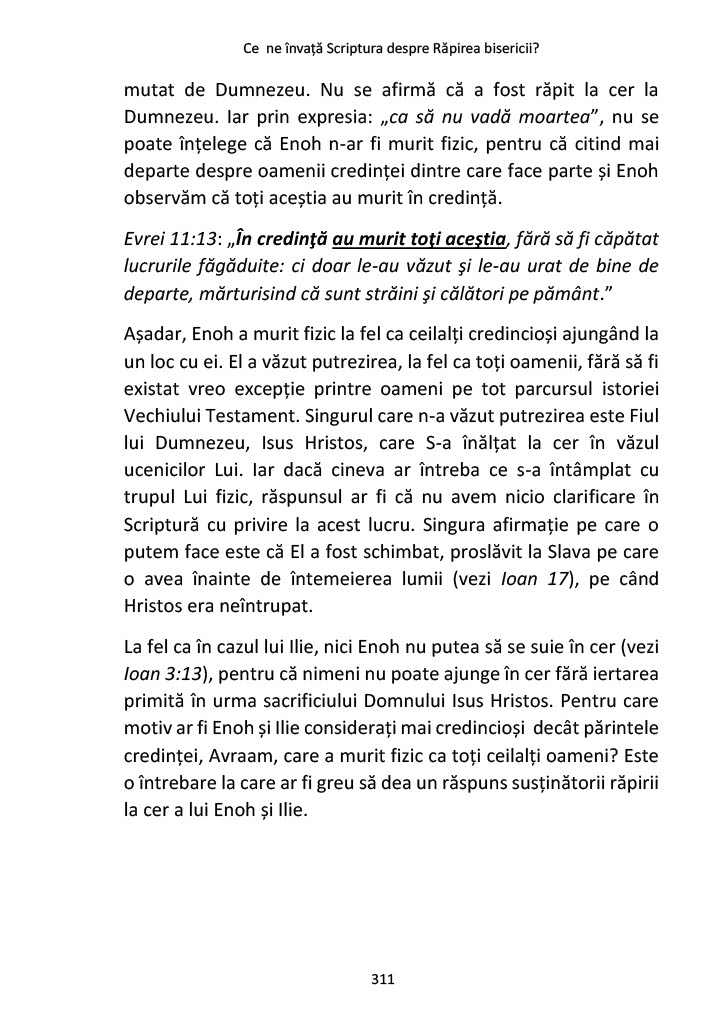 Ce  ne învață Scriptura despre Răpirea bisericii?
mutat de Dumnezeu. Nu se afirmă că a fost răpit la cer la
Dumnezeu. Iar prin expresia: „ca să nu vadă moartea”, nu se
poate înțelege că Enoh n-ar fi murit fizic, pentru că citind mai
departe despre oamenii credinței dintre care face parte și Enoh
observăm că toți aceștia au murit în credință.
Evrei 11:13: „În credinţă au murit toţi aceştia, fără să fi căpătat
lucrurile făgăduite: ci doar le-au văzut şi le-au urat de bine de
departe, mărturisind că sunt străini şi călători pe pământ.”
Așadar, Enoh a murit fizic la fel ca ceilalți credincioși ajungând la
un loc cu ei. El a văzut putrezirea, la fel ca toți oamenii, fără să fi
existat vreo excepție printre oameni pe tot parcursul istoriei
Vechiului Testament. Singurul care n-a văzut putrezirea este Fiul
lui Dumnezeu, Isus Hristos, care S-a înălțat la cer în văzul
ucenicilor Lui. Iar dacă cineva ar întreba ce s-a întâmplat cu
trupul Lui fizic, răspunsul ar fi că nu avem nicio clarificare în
Scriptură cu privire la acest lucru. Singura afirmație pe care o
putem face este că El a fost schimbat, proslăvit la Slava pe care
o avea înainte de întemeierea lumii (vezi Ioan 17), pe când
Hristos era neîntrupat.
La fel ca în cazul lui Ilie, nici Enoh nu putea să se suie în cer (vezi
Ioan 3:13), pentru că nimeni nu poate ajunge în cer fără iertarea
primită în urma sacrificiului Domnului Isus Hristos. Pentru care
motiv ar fi Enoh și Ilie considerați mai credincioși  decât părintele
credinței, Avraam, care a murit fizic ca toți ceilalți oameni? Este
o întrebare la care ar fi greu să dea un răspuns susținătorii răpirii
la cer a lui Enoh și Ilie.
311